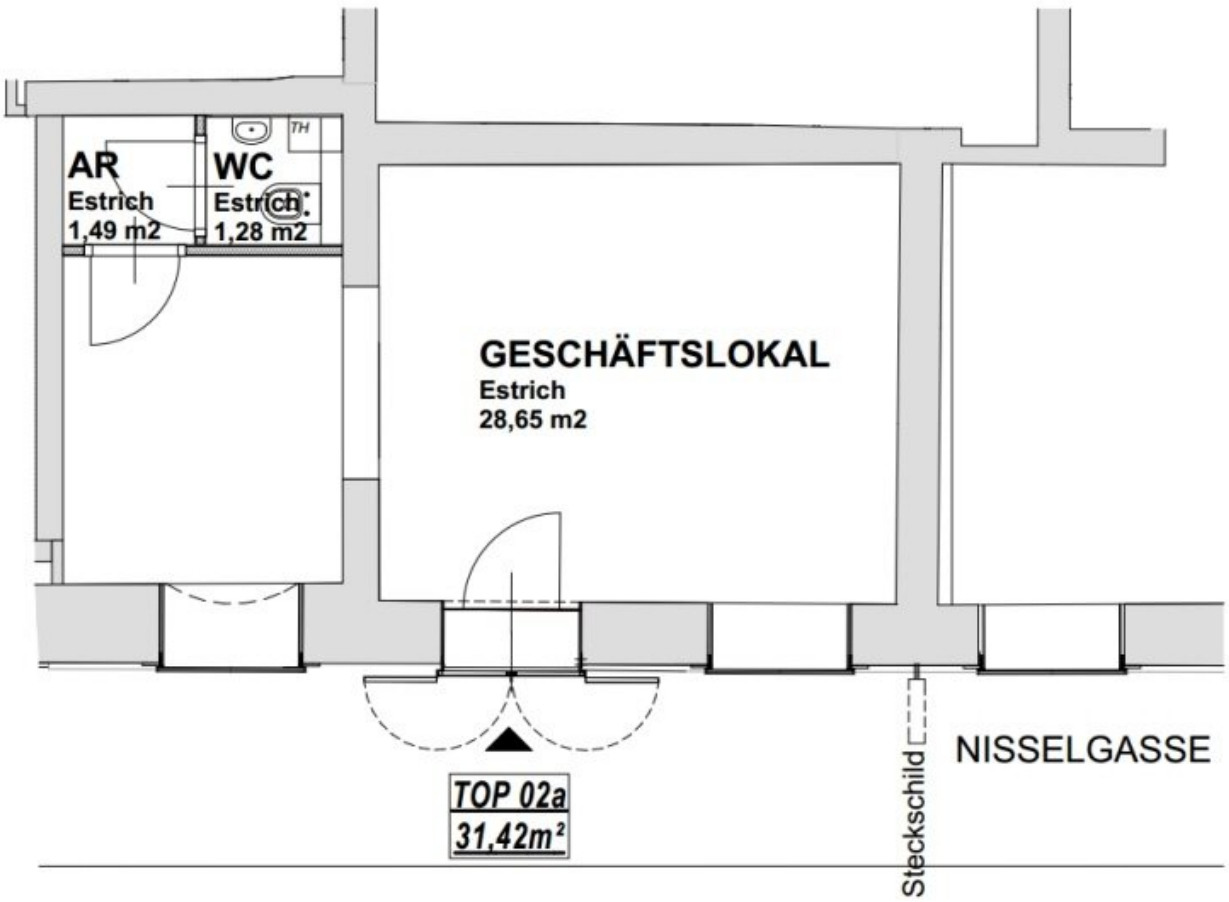 AR
Estrich
1,49 m2
WC
Estrich
1,28 m2
TH
GESCHÄFTSLOKAL
Estrich
28,65 m2
NISSELGASSE
Steckschild
TOP 02a
31,42m²